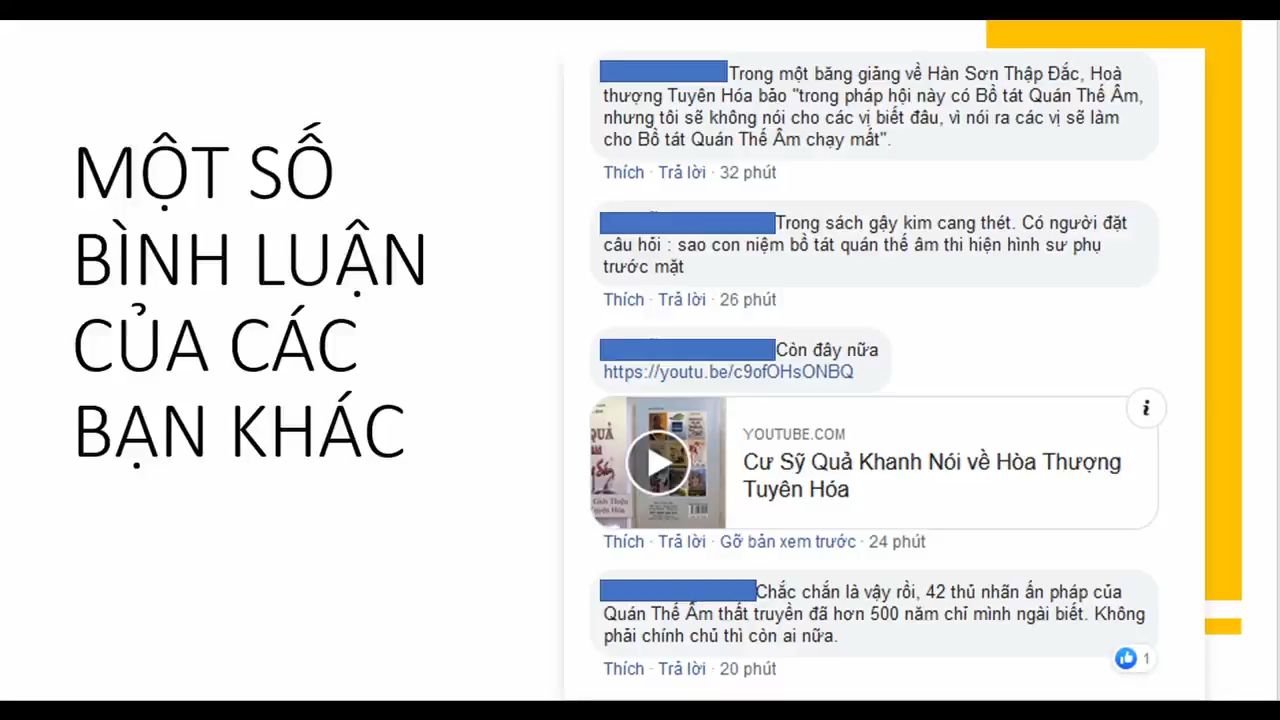 MỘT SỐ
BÌNH LUẬN
CỦA CÁC
BẠN KHÁC
Trong một băng giảng về Hàn Sơn Thập Đắc, Hoà
thượng Tuyên Hóa bảo "trong pháp hội này có Bồ tát Quán Thế Âm,
nhưng tôi sẽ không nói cho các vị biết đâu, vì nói ra các vị sẽ làm
cho Bồ tát Quán Thế Âm chạy mất".
Thích · Trả lời · 32 phút
Trong sách gậy kim cang thét. Có người đặt
câu hỏi : sao con niệm bồ tát quán thế âm thi hiện hình sư phụ
trước mặt
Thích · Trả lời · 26 phút
Còn đây nữa
https://youtu.be/c9ofOHsONBQ
YOUTUBE.COM
Cư Sỹ Quả Khanh Nói về Hòa Thượng
Tuyên Hóa
QUẢ
Giới Thiệu
Thích · Trả lời · Gỡ bản xem trước · 24 phút
Chắc chắn là vậy rồi, 42 thủ nhãn ấn pháp của
Quán Thế Âm thất truyền đã hơn 500 năm chỉ mình ngài biết. Không
phải chính chủ thì còn ai nữa.
1
Thích · Trả lời · 20 phút